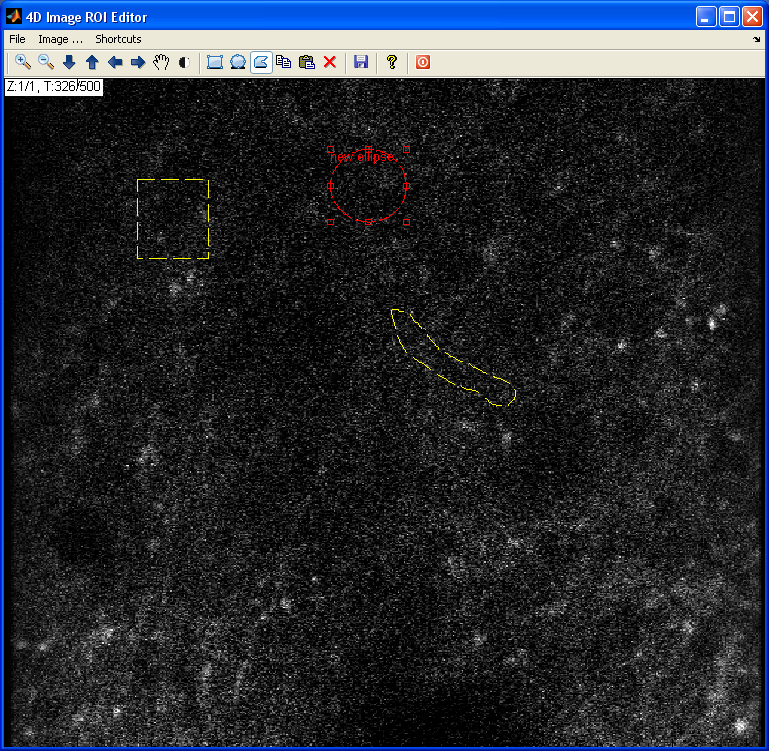 4D Image ROI Editor
File Image ... Shortcuts
Z:1/1, T:326/500
new ellipse